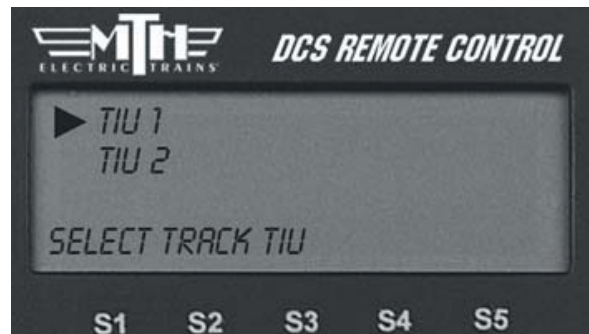 MTH
ELECTRIC TRAINS
DCS REMOTE CONTROL
TIU 1
TIU 2
SELECT TRACK TIU
S1 S2 S3 S4 S5